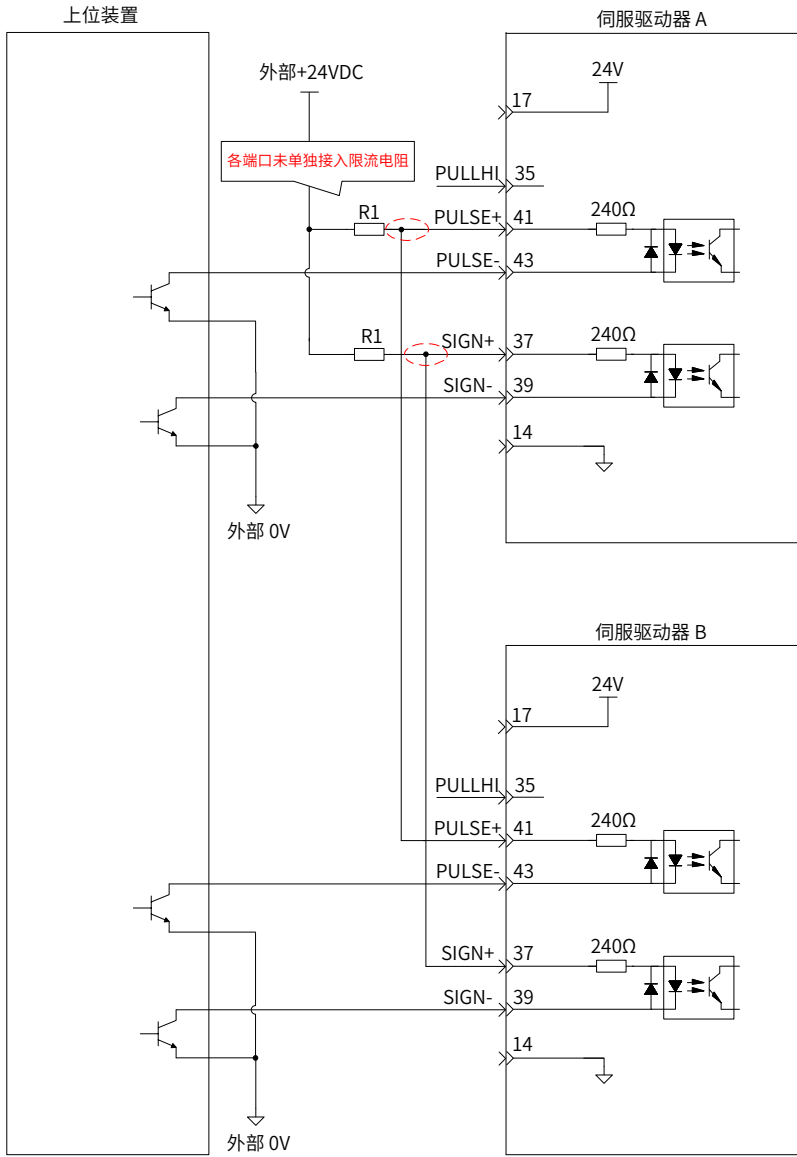 上位装置
伺服驱动器 A
外部+24VDC
24V
17
各端口未单独接入限流电阻
PULLHI 35
R1
PULSE+ 41
240Ω
PULSE- 43
R1
SIGN+ 37
240Ω
SIGN- 39
14
外部 0V
伺服驱动器 B
24V
17
PULLHI 35
PULSE+ 41
240Ω
PULSE- 43
SIGN+ 37
240Ω
SIGN- 39
14
外部 0V